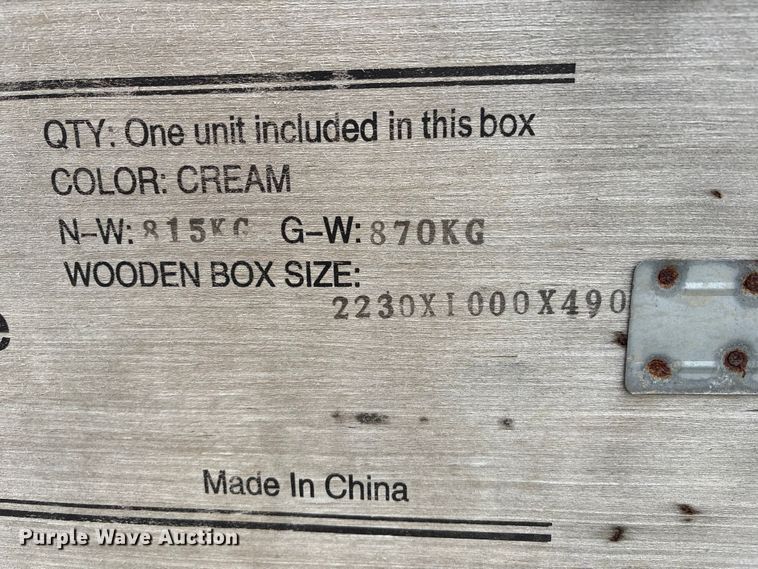 QTY: One unit included in this box
COLOR: CREAM
N-W: 815KG G-W: 870KG
WOODEN BOX SIZE:
2230X1000X490
Made In China
Purple Wave Auction